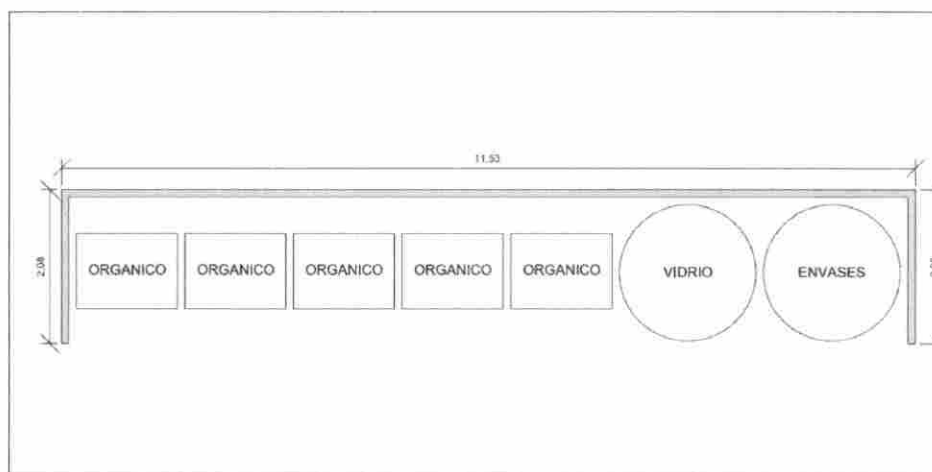 11.53
2.08
ORGANICO
ORGANICO
ORGANICO
ORGANICO
ORGANICO
VIDRIO
ENVASES